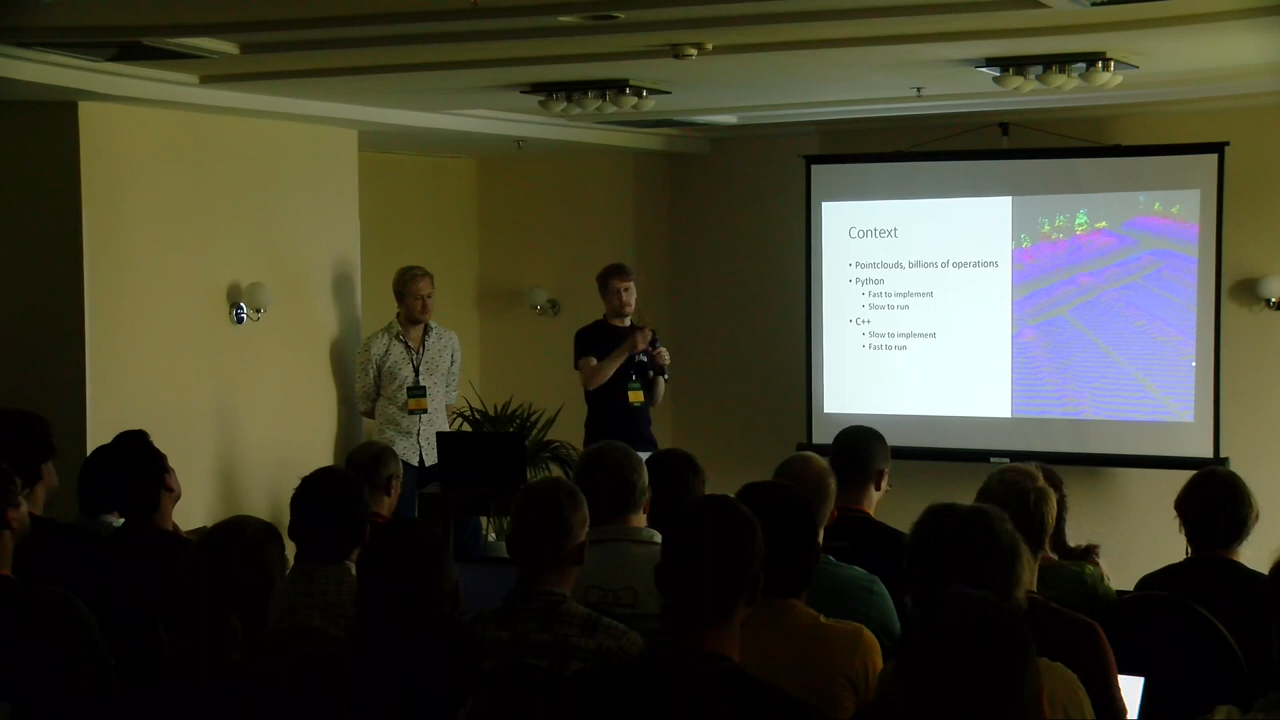 Context
• Pointclouds, billions of operations
• Python
• Fast to implement
• Slow to run
• C++
• Slow to implement
• Fast to run